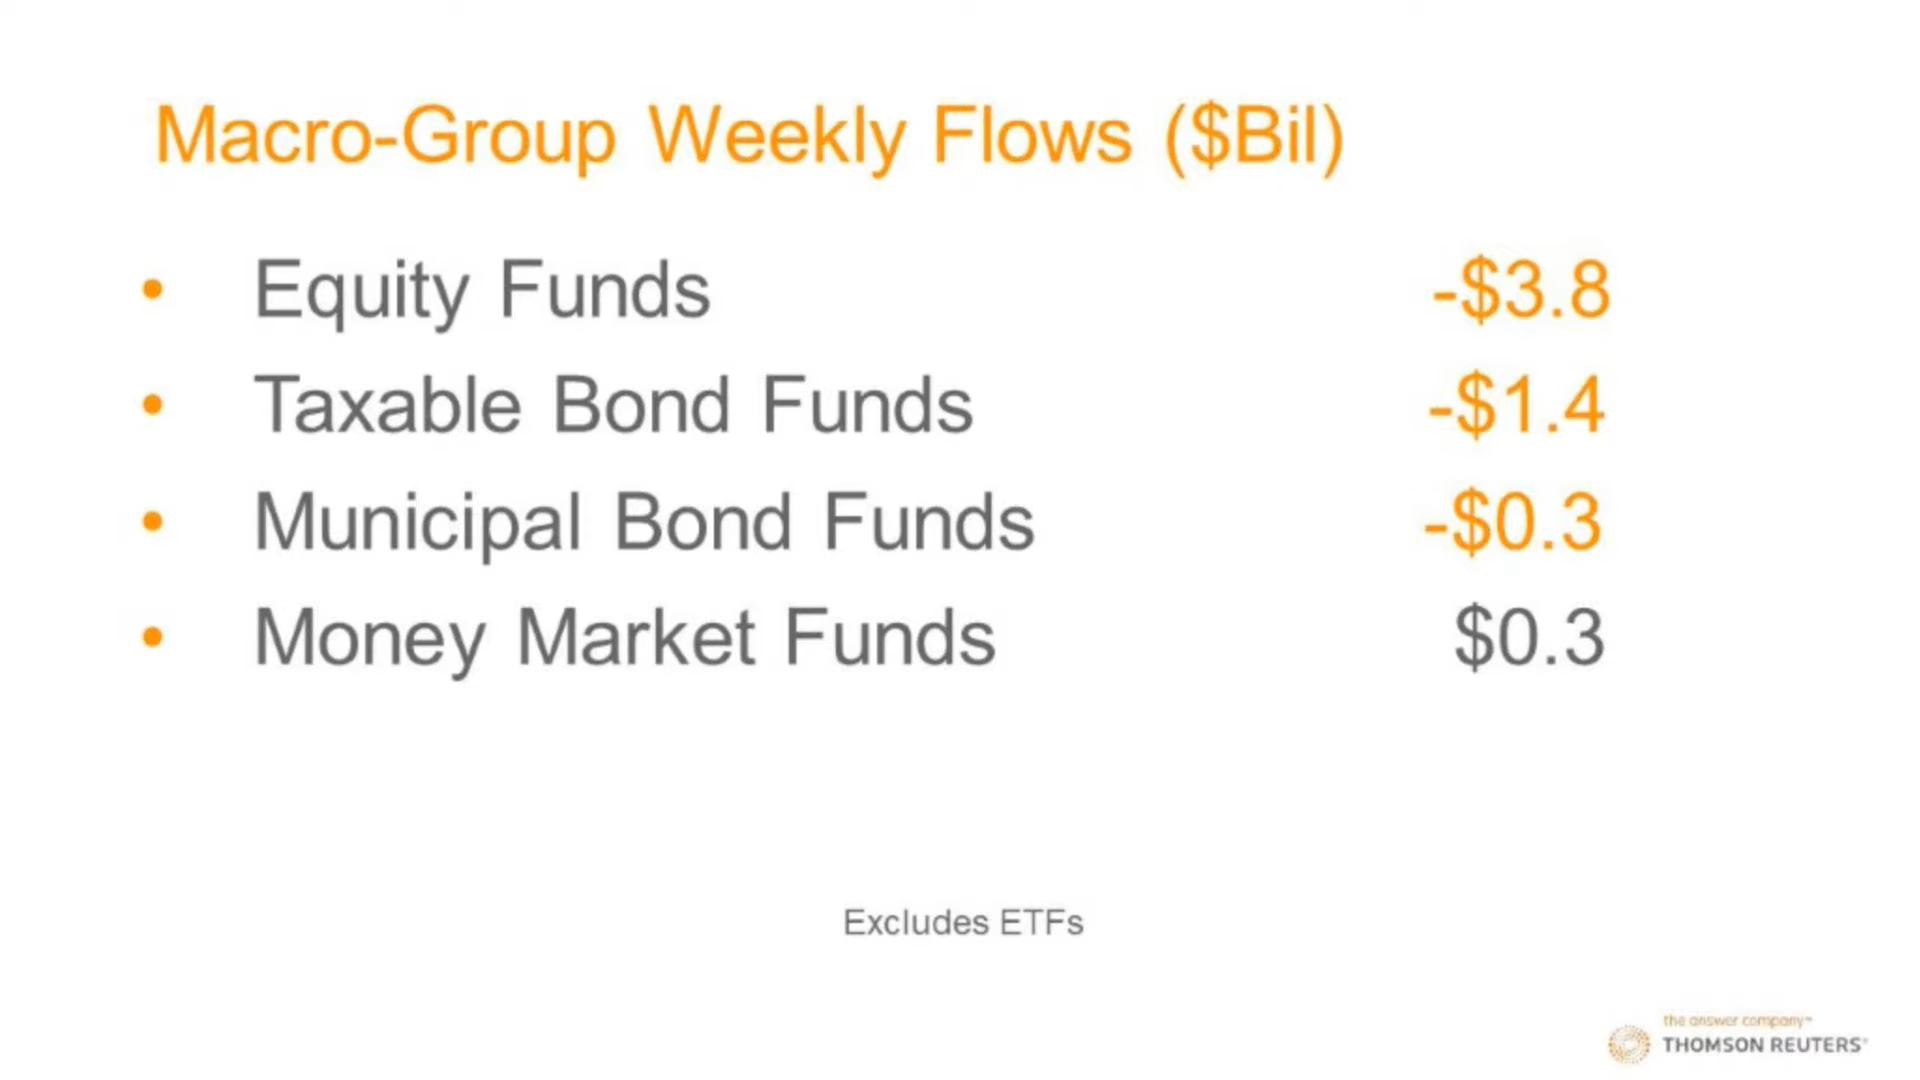 Macro-Group Weekly Flows ($Bil)
• Equity Funds -$3.8
• Taxable Bond Funds -$1.4
• Municipal Bond Funds -$0.3
• Money Market Funds $0.3
Excludes ETFs
the answer company™
THOMSON REUTERS®